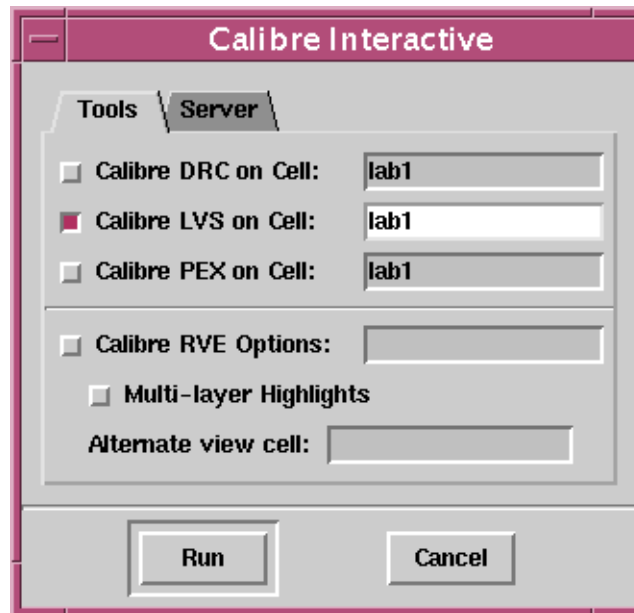 Calibre Interactive
Tools Server
Calibre DRC on Cell: lab1
Calibre LVS on Cell: lab1
Calibre PEX on Cell: lab1
Calibre RVE Options:
Multi-layer Highlights
Alternate view cell:
Run Cancel